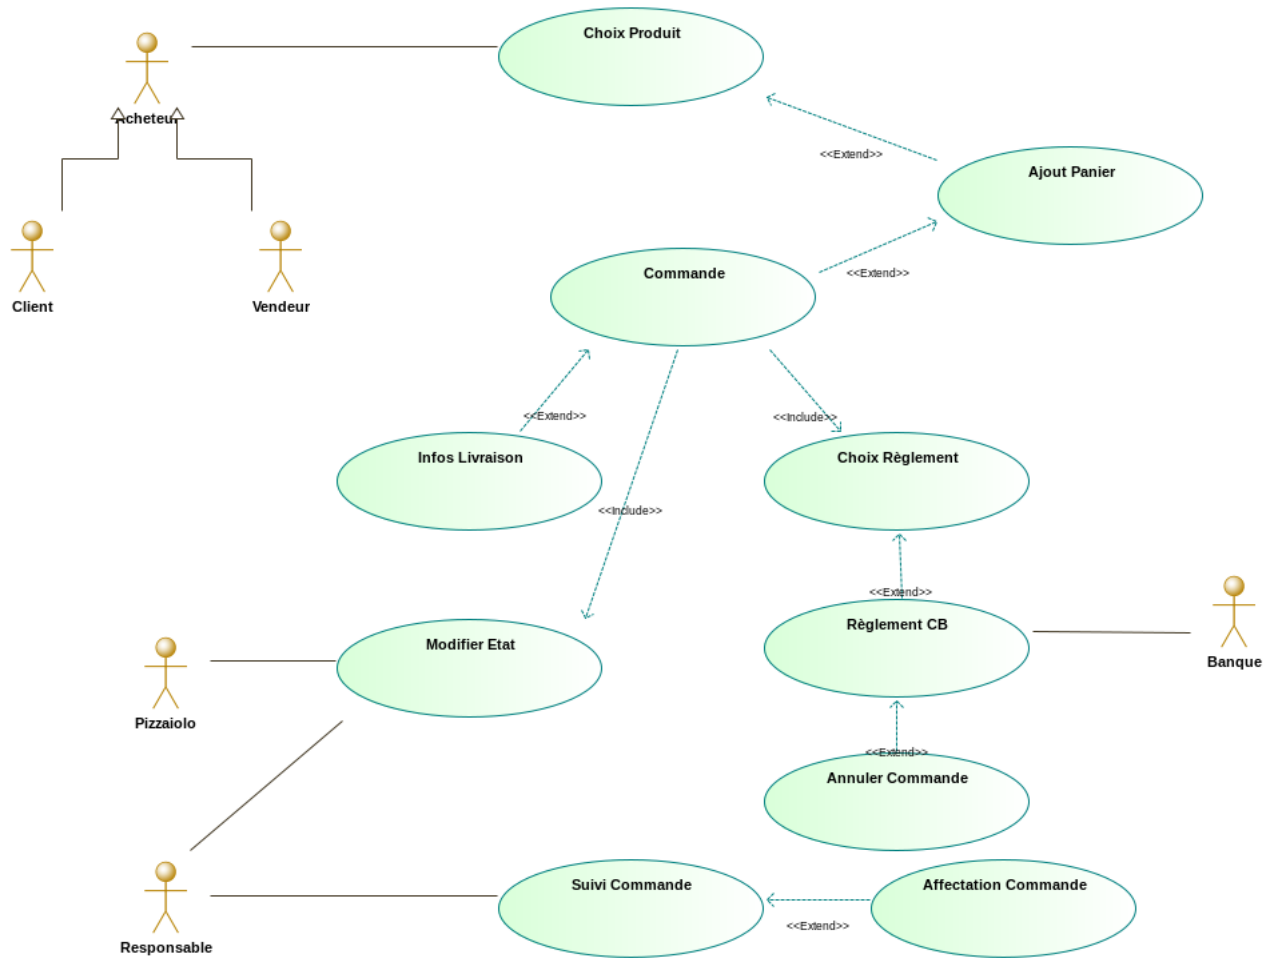 Choix Produit
Acheteur
<<Extend>>
Ajout Panier
Client
Vendeur
Commande
<<Extend>>
<<Extend>>
<<Include>>
Infos Livraison
Choix Règlement
<<Include>>
<<Extend>>
Modifier Etat
Règlement CB
Banque
Pizzaiolo
<<Extend>>
Annuler Commande
Suivi Commande
Affectation Commande
<<Extend>>
Responsable